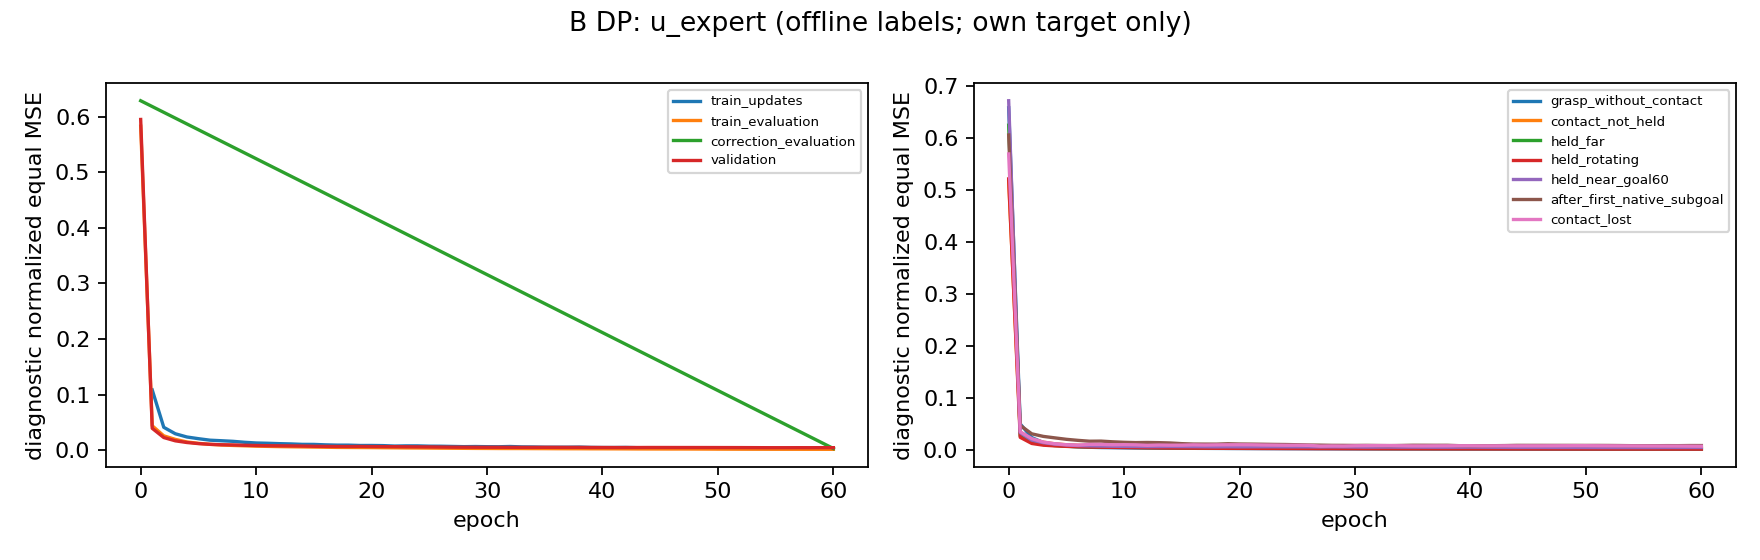 B DP: u_expert (offline labels; own target only)
diagnostic normalized equal MSE
0.6
0.5
0.4
0.3
0.2
0.1
0.0
train_updates
train_evaluation
correction_evaluation
validation
0 10 20 30 40 50 60
epoch
diagnostic normalized equal MSE
0.7
0.6
0.5
0.4
0.3
0.2
0.1
0.0
grasp_without_contact
contact_not_held
held_far
held_rotating
held_near_goal60
after_first_native_subgoal
contact_lost
0 10 20 30 40 50 60
epoch